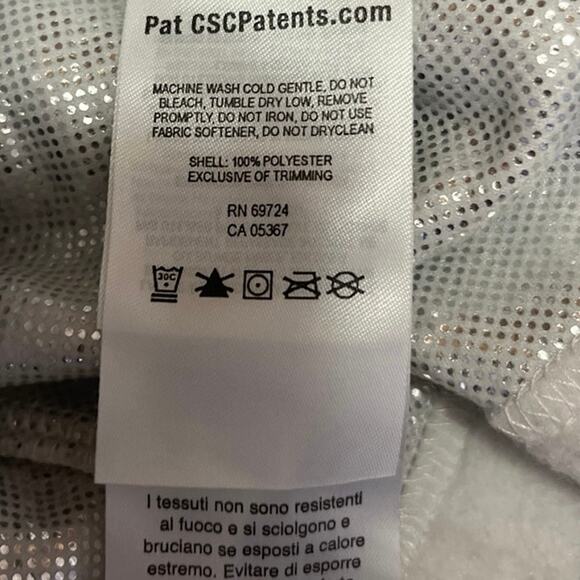 Pat CSCPatents.com
MACHINE WASH COLD GENTLE, DO NOT
BLEACH, TUMBLE DRY LOW, REMOVE
PROMPTLY, DO NOT IRON, DO NOT USE
FABRIC SOFTENER, DO NOT DRYCLEAN
SHELL: 100% POLYESTER
EXCLUSIVE OF TRIMMING
RN 69724
CA 05367
30C
I tessuti non sono resistenti
al fuoco e si sciolgono e
bruciano se esposti a calore
estremo. Evitare di esporre